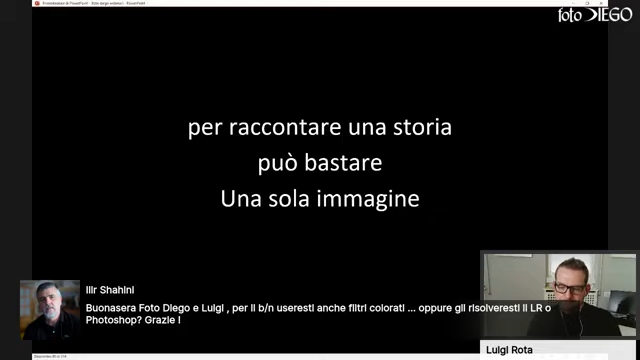 foto DIEGO
per raccontare una storia
può bastare
Una sola immagine
Ilir Shahini
Buonasera Foto Diego e Luigi , per il b/n useresti anche filtri colorati ... oppure gli risolveresti il LR o
Photoshop? Grazie !
Luigi Rota